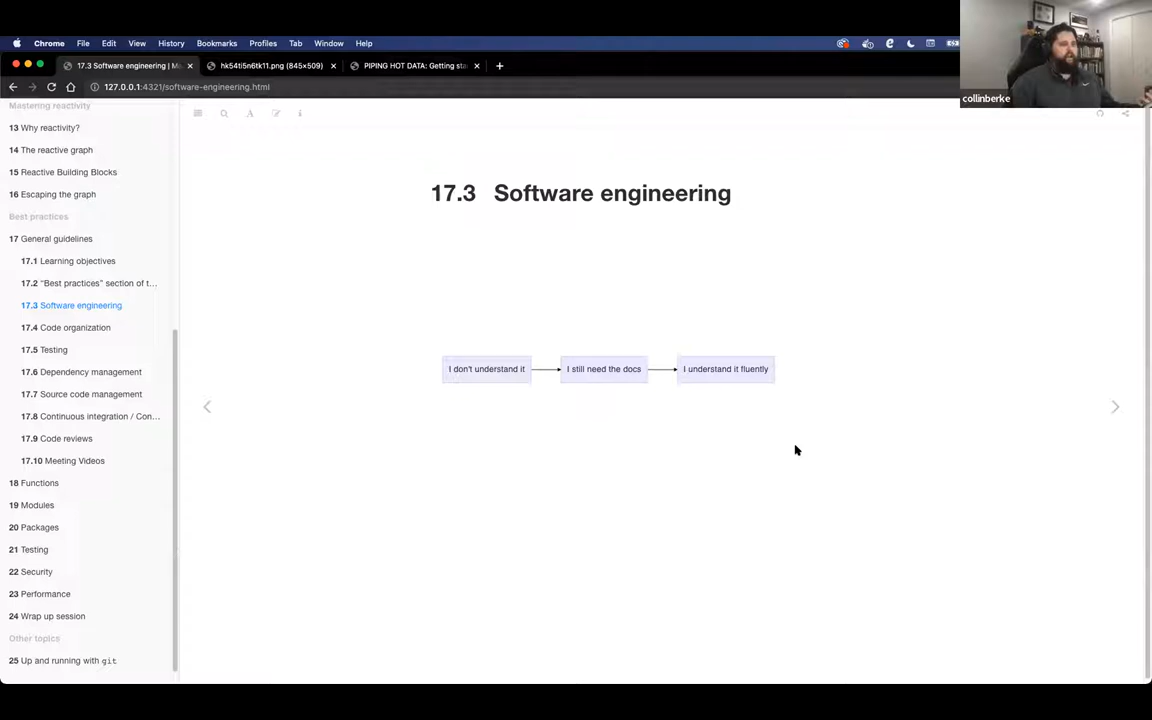 Chrome File Edit View History Bookmarks Profiles Tab Window Help
17.3 Software engineering | M
hk54ti5n6tk11.png (845×509)
PIPING HOT DATA: Getting sta
127.0.0.1:4321/software-engineering.html
collinberke
Mastering reactivity
13 Why reactivity?
14 The reactive graph
15 Reactive Building Blocks
16 Escaping the graph
Best practices
17 General guidelines
17.1 Learning objectives
17.2 "Best practices" section of t…
17.3 Software engineering
17.4 Code organization
17.5 Testing
17.6 Dependency management
17.7 Source code management
17.8 Continuous integration / Con…
17.9 Code reviews
17.10 Meeting Videos
18 Functions
19 Modules
20 Packages
21 Testing
22 Security
23 Performance
24 Wrap up session
Other topics
25 Up and running with git
17.3 Software engineering
I don't understand it
I still need the docs
I understand it fluently